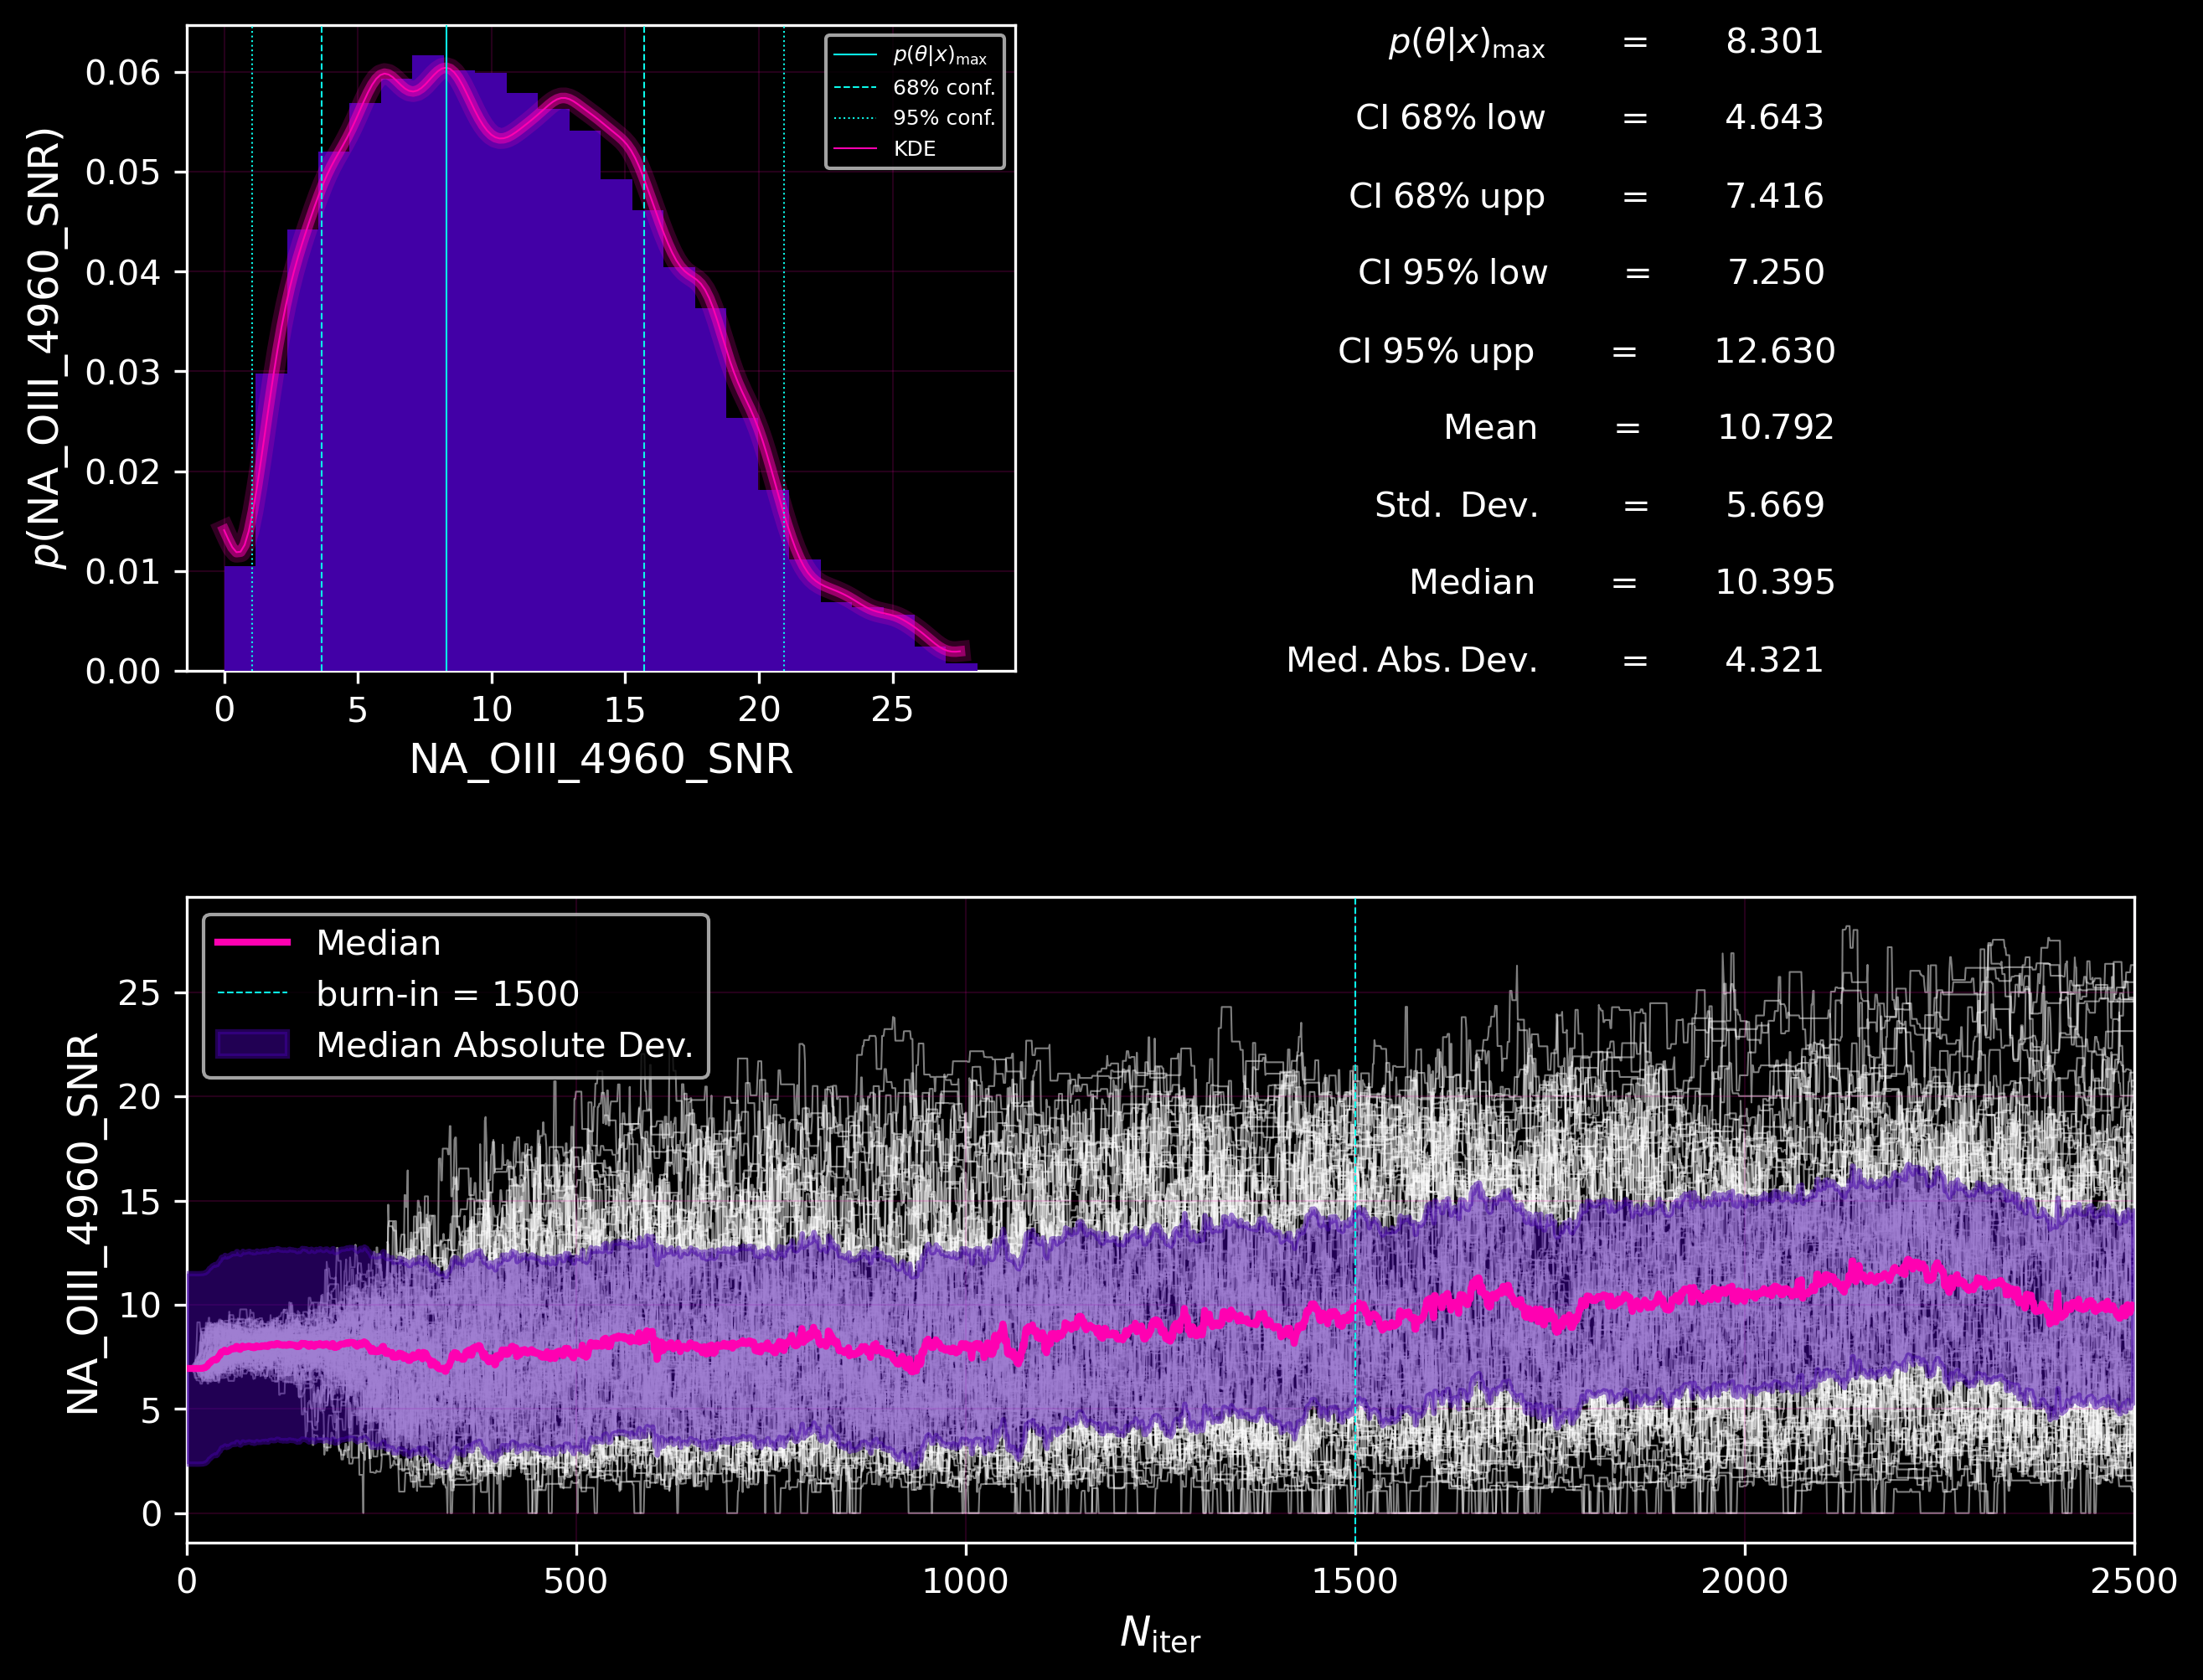 p(NA_OIII_4960_SNR)
0.06
0.05
0.04
0.03
0.02
0.01
0.00
0 5 10 15 20 25
NA_OIII_4960_SNR
p(θ|x)max
68% conf.
95% conf.
KDE
p(θ|x)max = 8.301
CI 68% low = 4.643
CI 68% upp = 7.416
CI 95% low = 7.250
CI 95% upp = 12.630
Mean = 10.792
Std. Dev. = 5.669
Median = 10.395
Med. Abs. Dev. = 4.321
NA_OIII_4960_SNR
25
20
15
10
5
0
Median
burn-in = 1500
Median Absolute Dev.
0 500 1000 1500 2000 2500
Niter